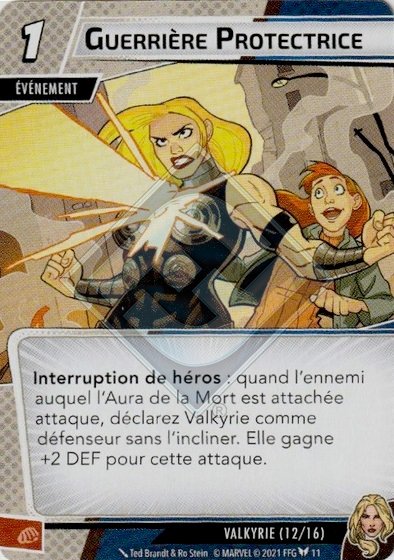 1
GUERRIÈRE PROTECTRICE
ÉVÉNEMENT
Interruption de héros : quand l'ennemi
auquel l'Aura de la Mort est attachée
attaque, déclarez Valkyrie comme
défenseur sans l'incliner. Elle gagne
+2 DEF pour cette attaque.
®
VALKYRIE (12/16)
Ted Brandt & Ro Stein © MARVEL © 2021 FFG 11